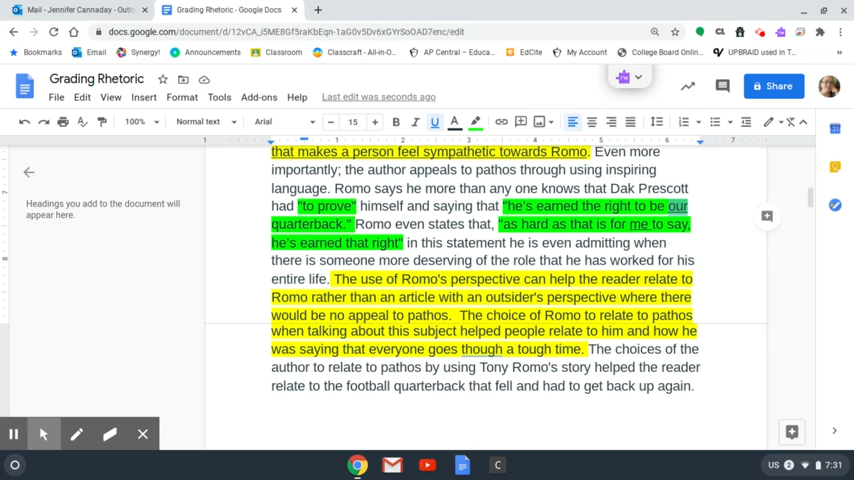 Mail - Jennifer Cannaday - Outlo
Grading Rhetoric - Google Docs
docs.google.com/document/d/12vCA_i5ME8Gf5raKbEqn-1aG0v5Dv6xGYrSoOAD7enc/edit
Bookmarks
Email
Synergy!
Announcements
Classroom
Classcraft - All-in-O...
AP Central – Educa...
EdCite
My Account
College Board Onlin...
UPBRAID used in T...
Grading Rhetoric
File Edit View Insert Format Tools Add-ons Help Last edit was seconds ago
Share
100% Normal text Arial 15
1 1 2 3 4 5 6 7
Headings you add to the document will
appear here.
that makes a person feel sympathetic towards Romo. Even more
importantly; the author appeals to pathos through using inspiring
language. Romo says he more than any one knows that Dak Prescott
had "to prove" himself and saying that "he's earned the right to be our
quarterback." Romo even states that, "as hard as that is for me to say,
he's earned that right" in this statement he is even admitting when
there is someone more deserving of the role that he has worked for his
entire life. The use of Romo's perspective can help the reader relate to
Romo rather than an article with an outsider's perspective where there
would be no appeal to pathos. The choice of Romo to relate to pathos
when talking about this subject helped people relate to him and how he
was saying that everyone goes though a tough time. The choices of the
author to relate to pathos by using Tony Romo's story helped the reader
relate to the football quarterback that fell and had to get back up again.
US 2 7:31